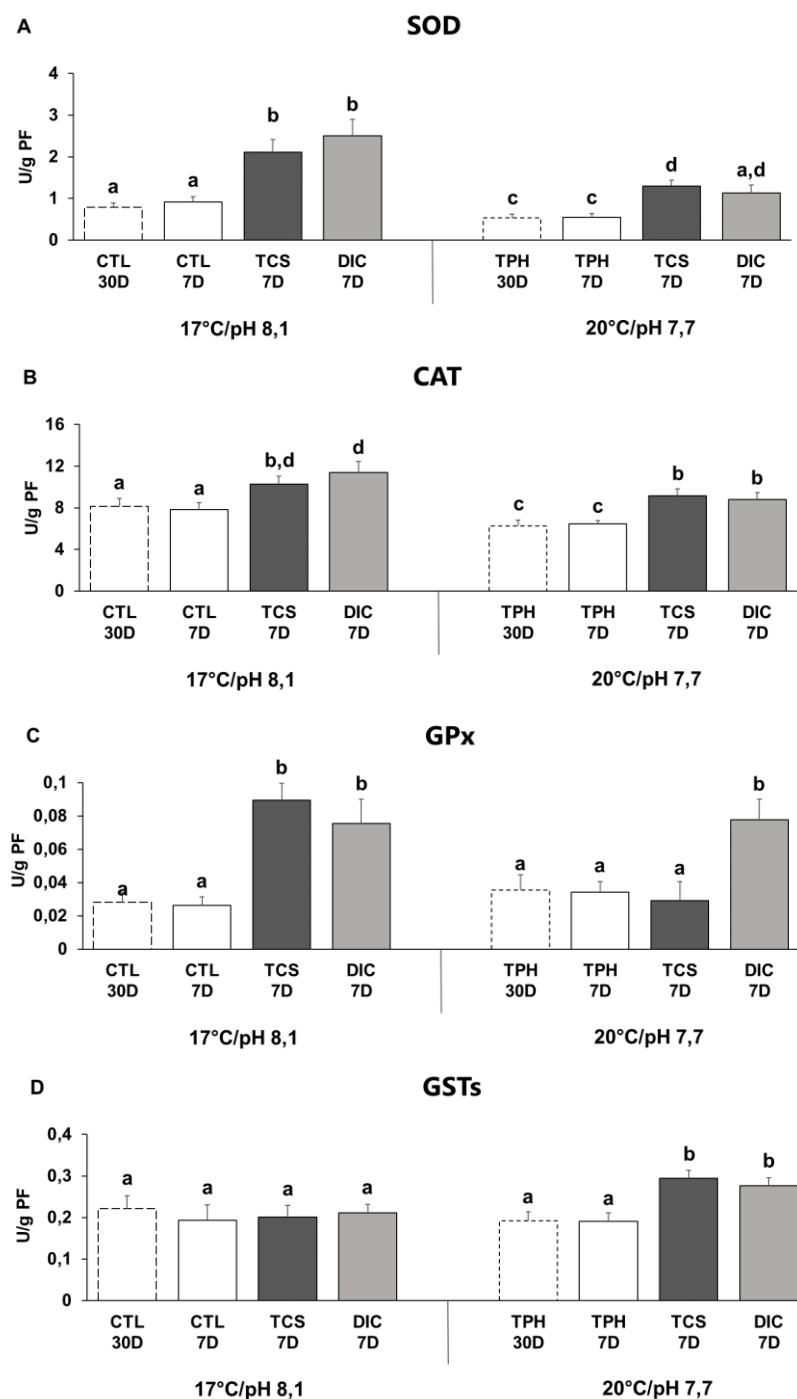 A
SOD
4
3
2
1
0
U/g PF
a
a
b
b
c
c
d
a,d
CTL CTL TCS DIC TPH TPH TCS DIC
30D 7D 7D 7D 30D 7D 7D 7D
17°C/pH 8,1 20°C/pH 7,7
B
CAT
16
12
8
4
0
U/g PF
a
a
b,d
d
c
c
b
b
CTL CTL TCS DIC TPH TPH TCS DIC
30D 7D 7D 7D 30D 7D 7D 7D
17°C/pH 8,1 20°C/pH 7,7
C
GPx
0,1
0,08
0,06
0,04
0,02
0
U/g PF
a
a
b
b
a
a
a
b
CTL CTL TCS DIC TPH TPH TCS DIC
30D 7D 7D 7D 30D 7D 7D 7D
17°C/pH 8,1 20°C/pH 7,7
D
GSTs
0,4
0,3
0,2
0,1
0
U/g PF
a
a
a
a
a
a
b
b
CTL CTL TCS DIC TPH TPH TCS DIC
30D 7D 7D 7D 30D 7D 7D 7D
17°C/pH 8,1 20°C/pH 7,7